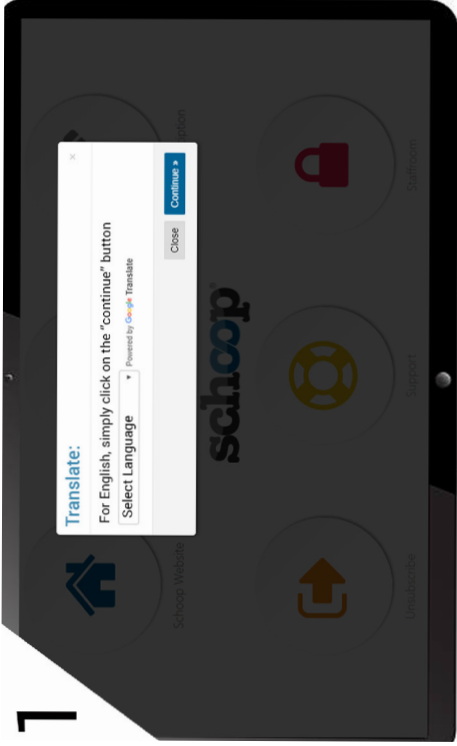 1
Translate:
×
For English, simply click on the "continue" button
Select Language
Powered by Google Translate
Close
Continue »
ption
schoop
Schoop Website
Staffroom
Support
Unsubscribe